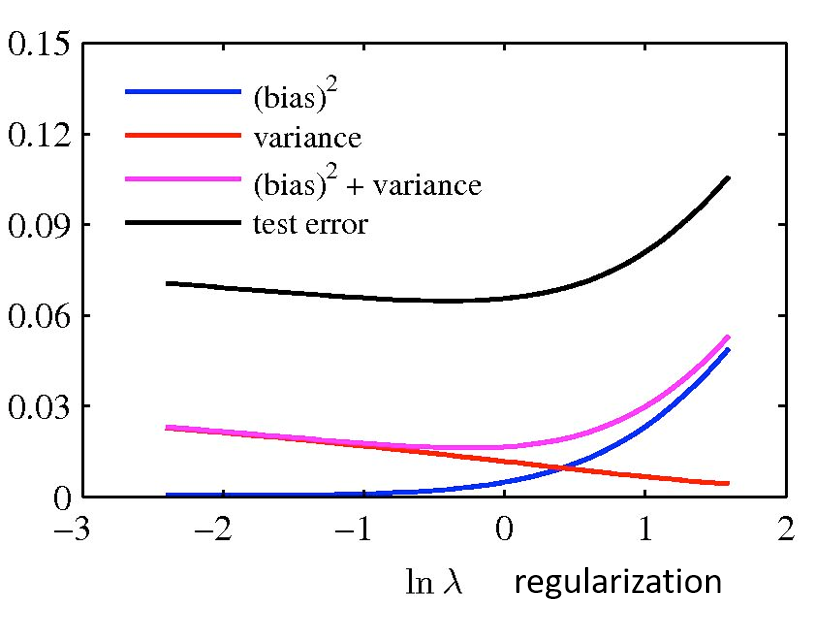 0.15
(bias)²
0.12
variance
(bias)² + variance
0.09
test error
0.06
0.03
0
−3 −2 −1 0 1 2
ln λ regularization